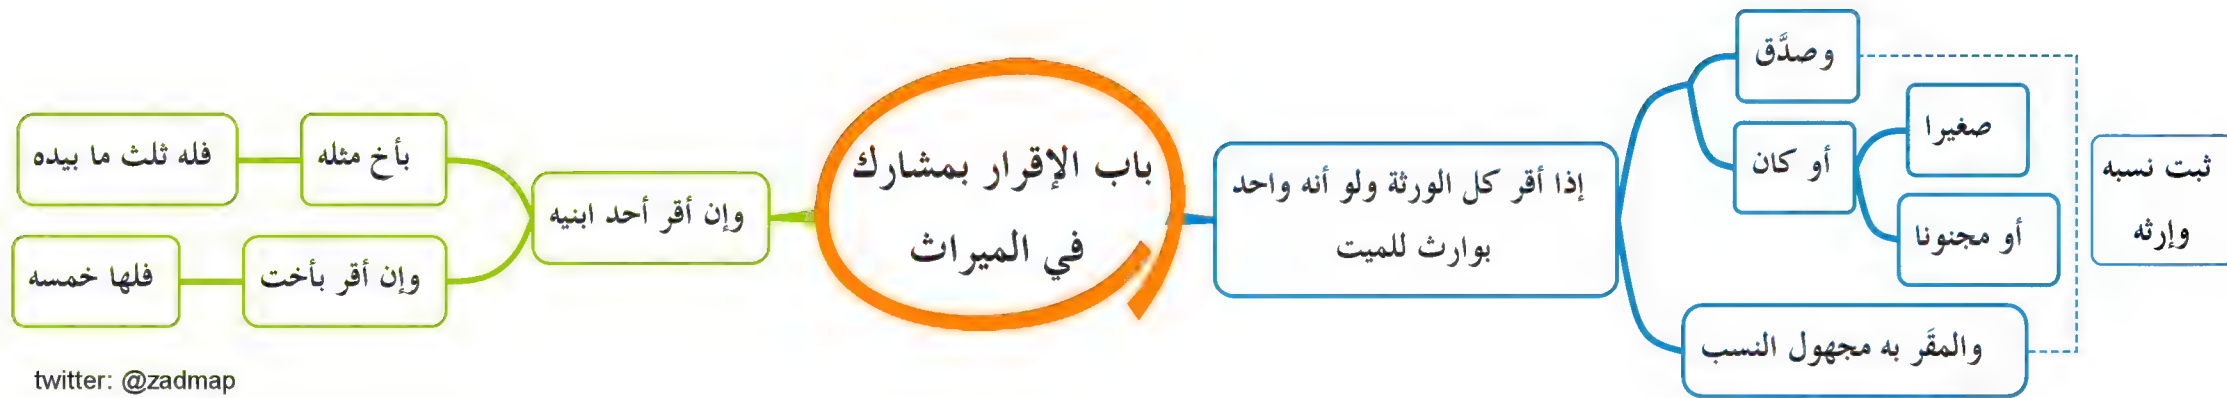 باب الإقرار بمشارك
في الميراث
إذا أقر كل الورثة ولو أنه واحد
بوارث للميت
وصدَّق
أو كان
صغيرا
أو مجنونا
والمقَر به مجهول النسب
ثبت نسبه
وإرثه
وإن أقر أحد ابنيه
بأخ مثله
فله ثلث ما بيده
وإن أقر بأخت
فلها خمسه
twitter: @zadmap